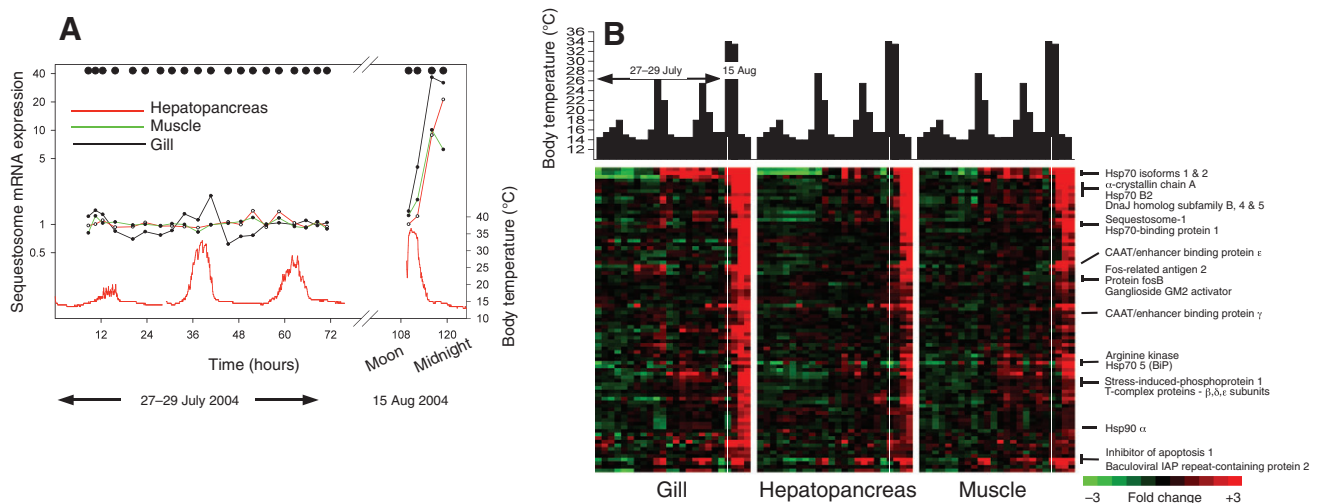 A
Sequestosome mRNA expression
40
20
10
5
1
0.5
Hepatopancreas
Muscle
Gill
40
35
30
25
20
15
10
Body temperature (°C)
12 24 36 48 60 72 108 120
Time (hours)
Moon
Midnight
27–29 July 2004
15 Aug 2004
B
Body temperature (°C)
36
34
32
30
28
26
24
22
20
18
16
14
12
27–29 July
15 Aug
Hsp70 isoforms 1 & 2
α-crystallin chain A
Hsp70 B2
DnaJ homolog subfamily B, 4 & 5
Sequestosome-1
Hsp70-binding protein 1
CAAT/enhancer binding protein ε
Fos-related antigen 2
Protein fosB
Ganglioside GM2 activator
CAAT/enhancer binding protein γ
Arginine kinase
Hsp70 5 (BiP)
Stress-induced-phosphoprotein 1
T-complex proteins - β,δ,ε subunits
Hsp90 α
Inhibitor of apoptosis 1
Baculoviral IAP repeat-containing protein 2
Gill Hepatopancreas Muscle
–3 Fold change +3